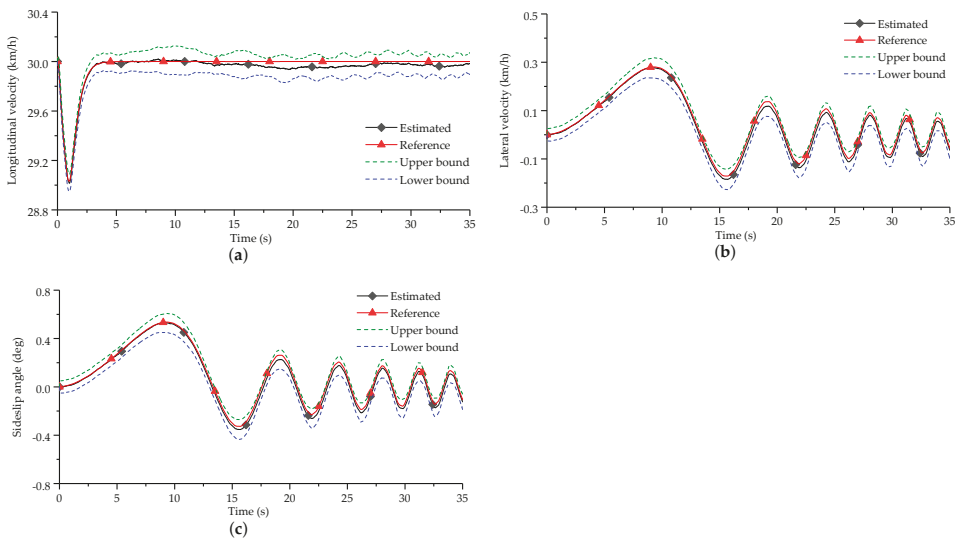 30.4
30.0
29.6
29.2
28.8
Longitudinal velocity (km/h)
Estimated
Reference
Upper bound
Lower bound
0 5 10 15 20 25 30 35
Time (s)
(a)
0.5
0.3
0.1
-0.1
-0.3
Lateral velocity (km/h)
Estimated
Reference
Upper bound
Lower bound
0 5 10 15 20 25 30 35
Time (s)
(b)
0.8
0.4
0.0
-0.4
-0.8
Sideslip angle (deg)
Estimated
Reference
Upper bound
Lower bound
0 5 10 15 20 25 30 35
Time (s)
(c)